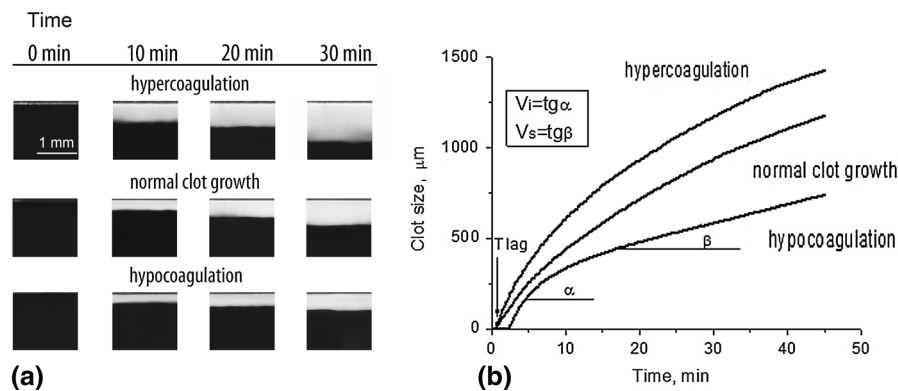 Time
0 min 10 min 20 min 30 min
hypercoagulation
1 mm
normal clot growth
hypocoagulation
(a)
1500
1000
500
0
0 10 20 30 40 50
Clot size, μm
Time, min
Vi=tgα
Vs=tgβ
hypercoagulation
normal clot growth
hypocoagulation
T lag
α
β
(b)